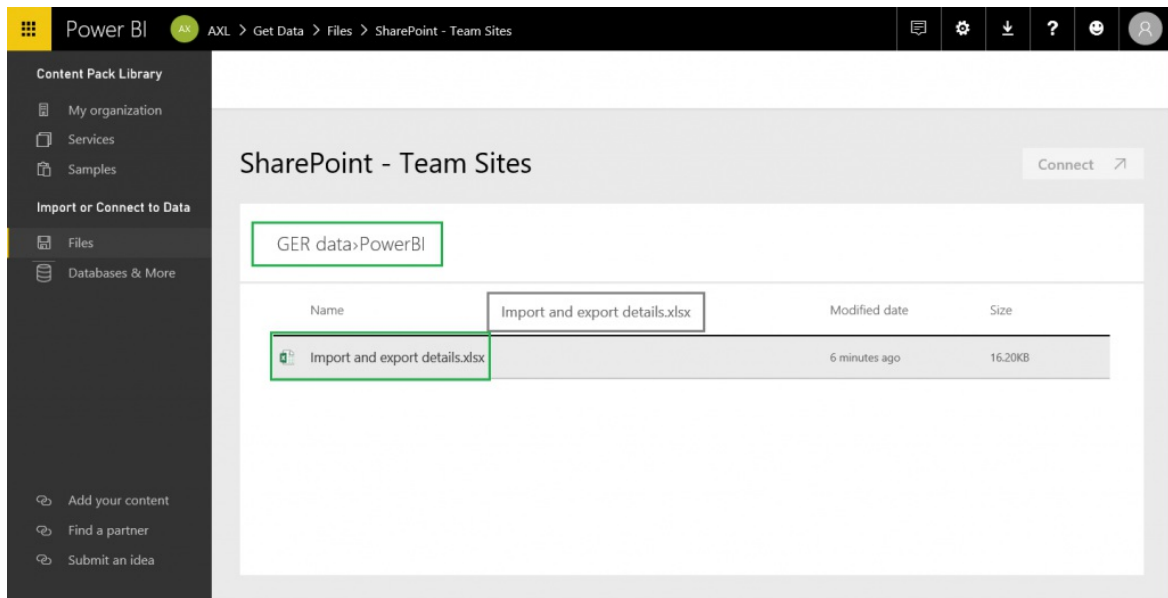 Power BI AX AXL > Get Data > Files > SharePoint - Team Sites ?
Content Pack Library
My organization
Services
Samples
Import or Connect to Data
Files
Databases & More
Add your content
Find a partner
Submit an idea
SharePoint - Team Sites
Connect
GER data›PowerBI
Name Import and export details.xlsx Modified date Size
Import and export details.xlsx 6 minutes ago 16.20KB